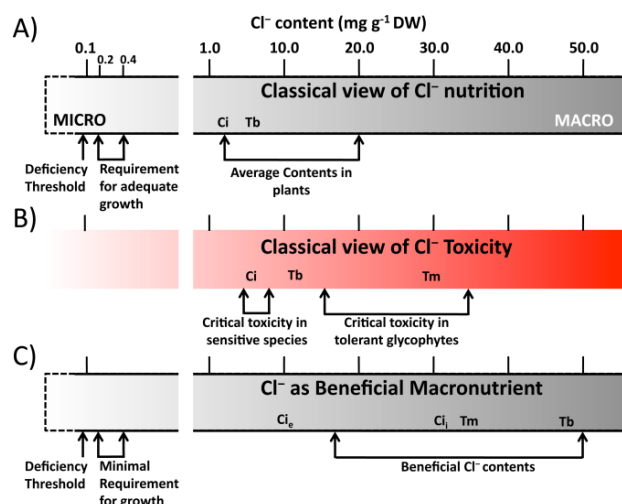 Cl⁻ content (mg g⁻¹ DW)
A)
0.1 0.2 0.4 1.0 10.0 20.0 30.0 40.0 50.0
Classical view of Cl⁻ nutrition
MICRO Ci Tb MACRO
Deficiency
Threshold
Requirement
for adequate
growth
Average Contents in
plants
B)
Classical view of Cl⁻ Toxicity
Ci Tb Tm
Critical toxicity in
sensitive species
Critical toxicity in
tolerant glycophytes
C)
Cl⁻ as Beneficial Macronutrient
Ciₑ Ciᵢ Tm Tb
Deficiency
Threshold
Minimal
Requirement
for growth
Beneficial Cl⁻ contents